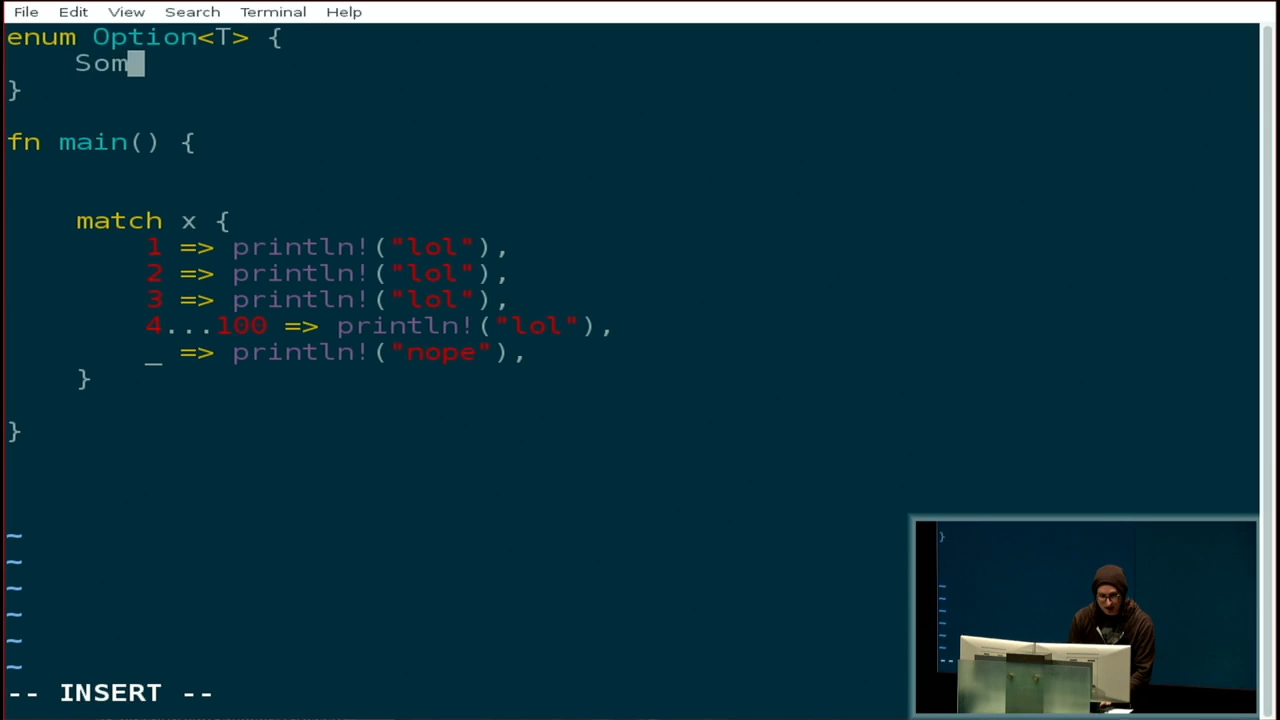 File Edit View Search Terminal Help
enum Option<T> {
    Som
}
fn main() {
    match x {
        1 => println!("lol"),
        2 => println!("lol"),
        3 => println!("lol"),
        4...100 => println!("lol"),
        _ => println!("nope"),
    }
}
~
~
~
~
~
~
-- INSERT --
}
~
~
~
~
~
~
--